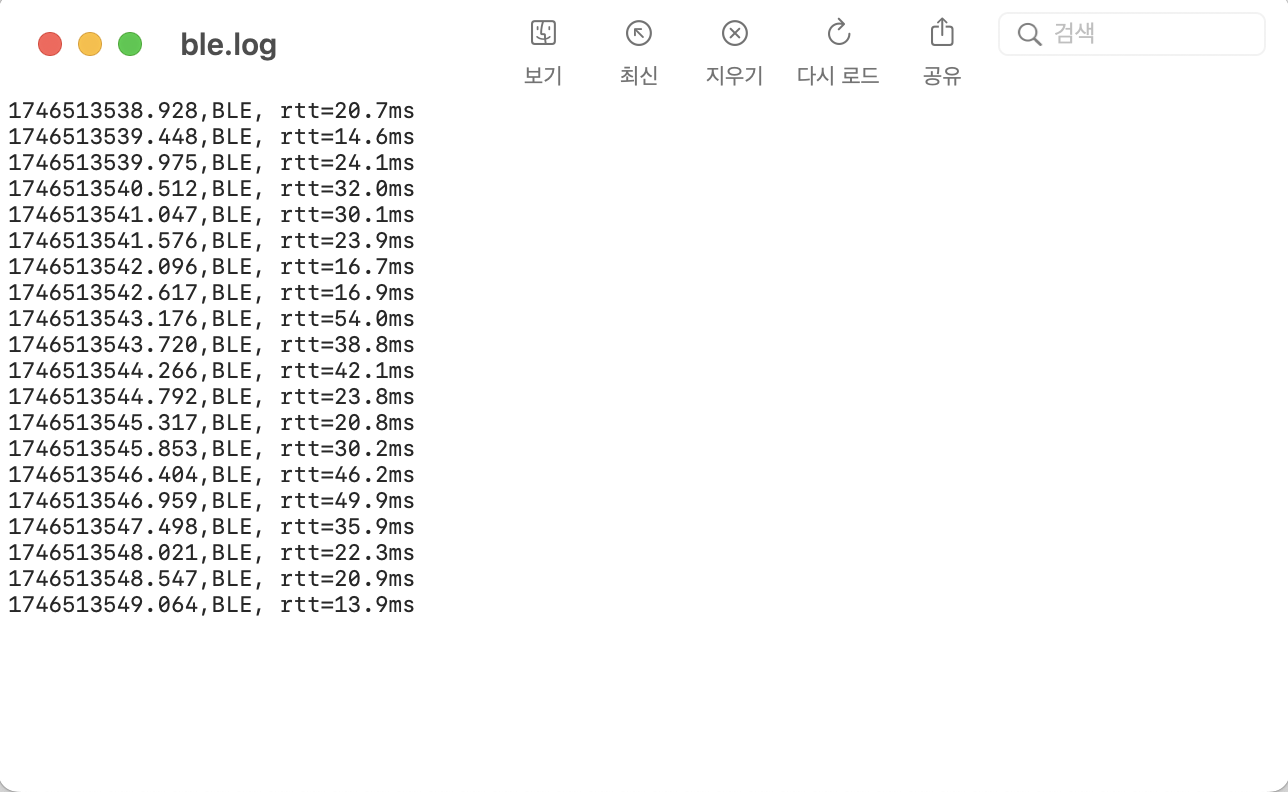 ble.log
보기
최신
지우기
다시 로드
공유
검색
1746513538.928,BLE, rtt=20.7ms
1746513539.448,BLE, rtt=14.6ms
1746513539.975,BLE, rtt=24.1ms
1746513540.512,BLE, rtt=32.0ms
1746513541.047,BLE, rtt=30.1ms
1746513541.576,BLE, rtt=23.9ms
1746513542.096,BLE, rtt=16.7ms
1746513542.617,BLE, rtt=16.9ms
1746513543.176,BLE, rtt=54.0ms
1746513543.720,BLE, rtt=38.8ms
1746513544.266,BLE, rtt=42.1ms
1746513544.792,BLE, rtt=23.8ms
1746513545.317,BLE, rtt=20.8ms
1746513545.853,BLE, rtt=30.2ms
1746513546.404,BLE, rtt=46.2ms
1746513546.959,BLE, rtt=49.9ms
1746513547.498,BLE, rtt=35.9ms
1746513548.021,BLE, rtt=22.3ms
1746513548.547,BLE, rtt=20.9ms
1746513549.064,BLE, rtt=13.9ms